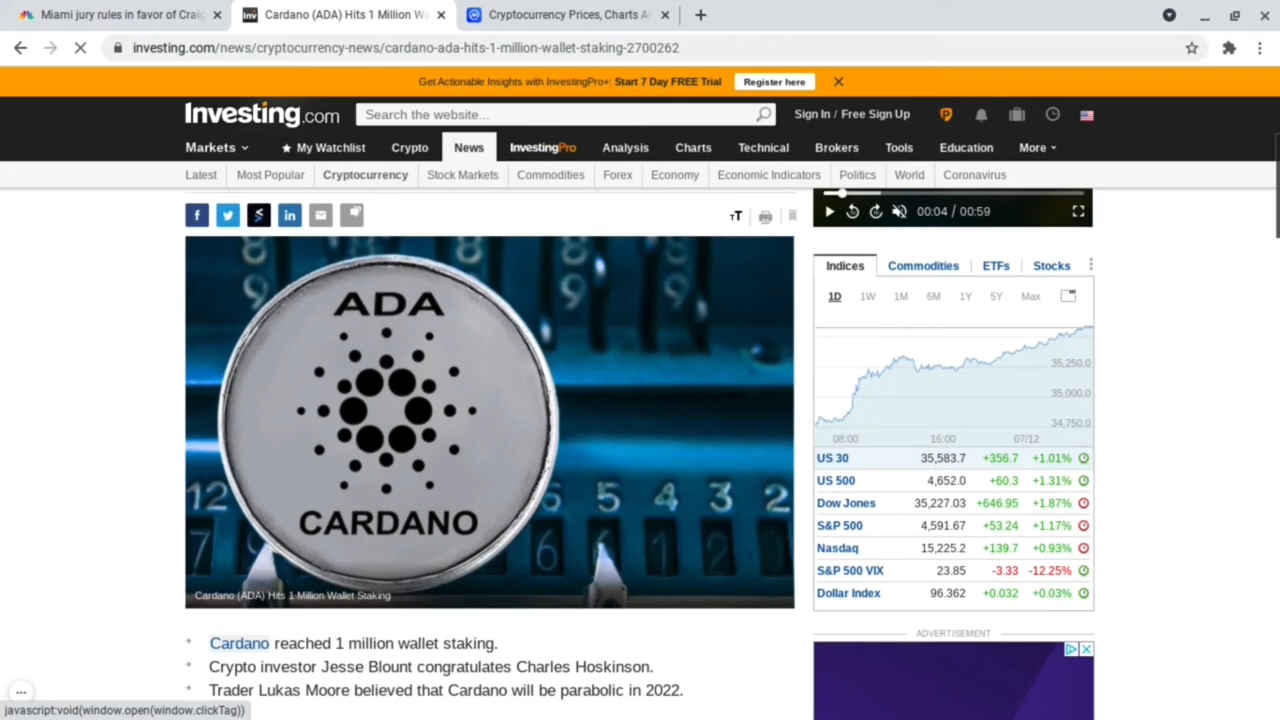 Miami jury rules in favor of Craig
Cardano (ADA) Hits 1 Million Wa
Cryptocurrency Prices, Charts A
investing.com/news/cryptocurrency-news/cardano-ada-hits-1-million-wallet-staking-2700262
Get Actionable Insights with InvestingPro+: Start 7 Day FREE Trial
Register here
Investing.com
Search the website...
Sign In / Free Sign Up
Markets
My Watchlist
Crypto
News
InvestingPro
Analysis
Charts
Technical
Brokers
Tools
Education
More
Latest
Most Popular
Cryptocurrency
Stock Markets
Commodities
Forex
Economy
Economic Indicators
Politics
World
Coronavirus
TT
00:04 / 00:59
ADA
CARDANO
12
5 4 3 2
7
6
Cardano (ADA) Hits 1 Million Wallet Staking
Indices Commodities ETFs Stocks
1D 1W 1M 6M 1Y 5Y Max
35,250.0
35,000.0
34,750.0
08:00 16:00 07/12
US 30 35,583.7 +356.7 +1.01%
US 500 4,652.0 +60.3 +1.31%
Dow Jones 35,227.03 +646.95 +1.87%
S&P 500 4,591.67 +53.24 +1.17%
Nasdaq 15,225.2 +139.7 +0.93%
S&P 500 VIX 23.85 -3.33 -12.25%
Dollar Index 96.362 +0.032 +0.03%
ADVERTISEMENT
Cardano reached 1 million wallet staking.
Crypto investor Jesse Blount congratulates Charles Hoskinson.
Trader Lukas Moore believed that Cardano will be parabolic in 2022.
...
javascript:void(window.open(window.clickTag))